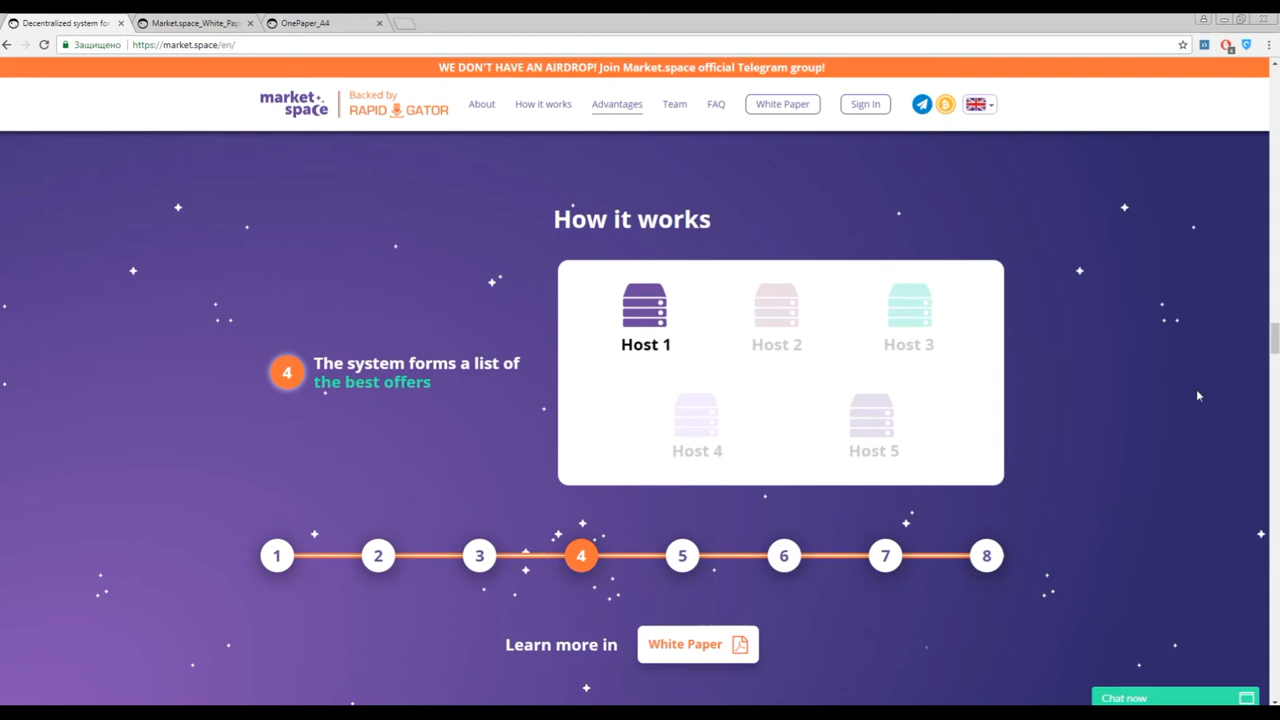 Decentralized system for
Market.space_White_Pap
OnePaper_A4
Защищено
https://market.space/en/
WE DON'T HAVE AN AIRDROP! Join Market.space official Telegram group!
market
space
Backed by
RAPID GATOR
About
How it works
Advantages
Team
FAQ
White Paper
Sign In
How it works
Host 1
Host 2
Host 3
4
The system forms a list of
the best offers
Host 4
Host 5
1
2
3
4
5
6
7
8
Learn more in
White Paper
Chat now